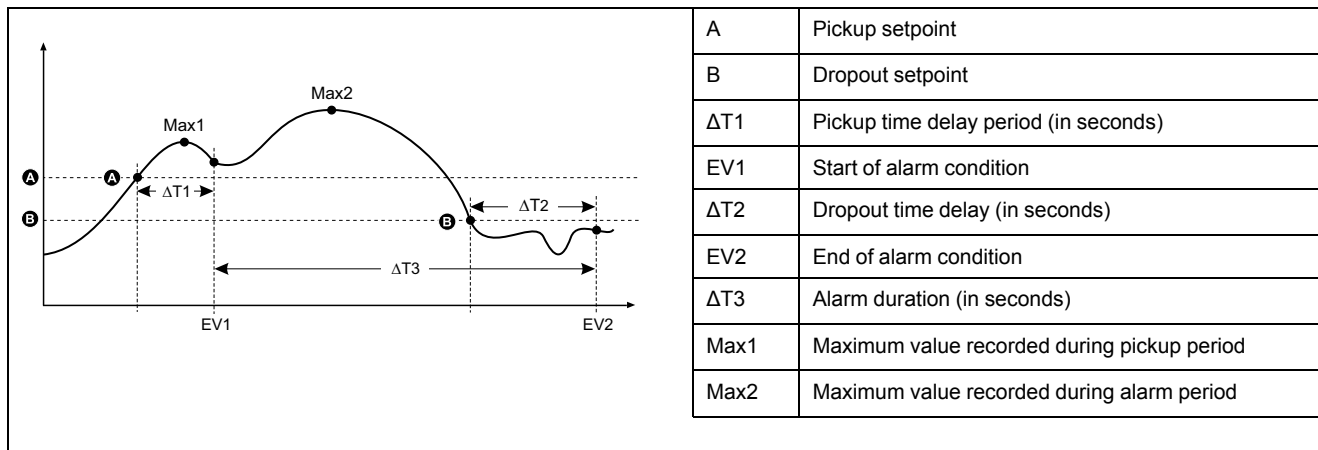 Max1
Max2
A
A
ΔT1
B
B
ΔT2
ΔT3
EV1
EV2
A Pickup setpoint
B Dropout setpoint
ΔT1 Pickup time delay period (in seconds)
EV1 Start of alarm condition
ΔT2 Dropout time delay (in seconds)
EV2 End of alarm condition
ΔT3 Alarm duration (in seconds)
Max1 Maximum value recorded during pickup period
Max2 Maximum value recorded during alarm period